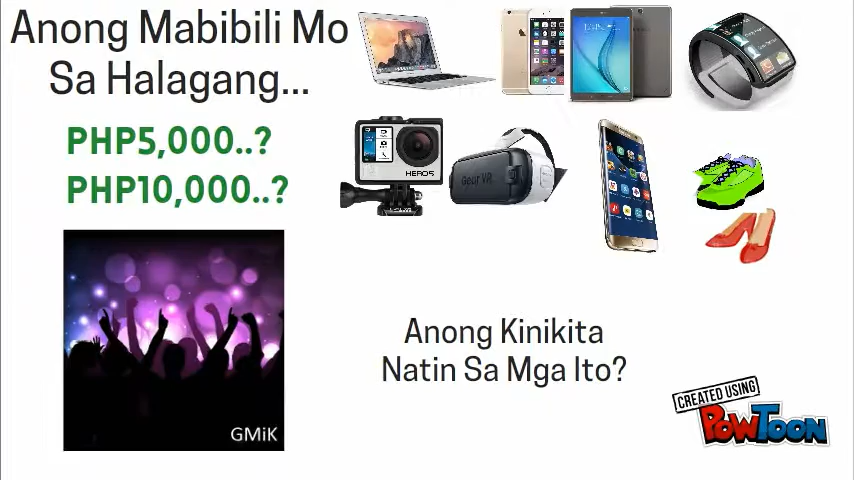 Anong Mabibili Mo
Sa Halagang...
PHP5,000..?
PHP10,000..?
HERO5
Gear VR
GMiK
Anong Kinikita
Natin Sa Mga Ito?
CREATED USING
POWTOON